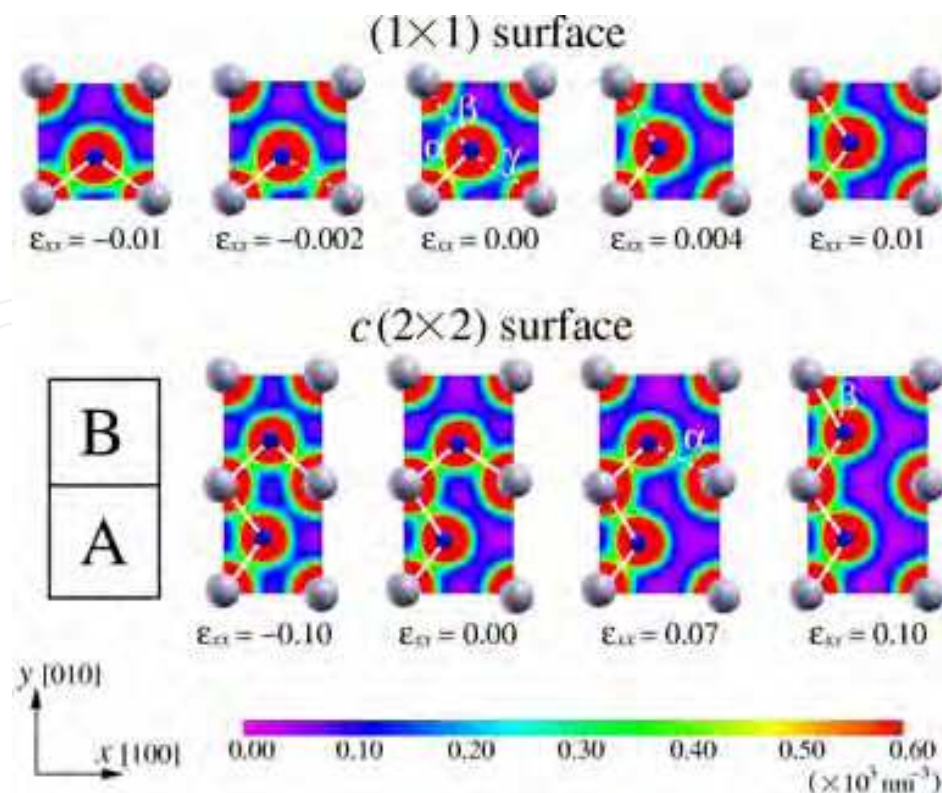 (1×1) surface
β
α
γ
εxx = −0.01
εxx = −0.002
εxx = 0.00
εxx = 0.004
εxx = 0.01
c(2×2) surface
B
A
α
β
εxx = −0.10
εxx = 0.00
εxx = 0.07
εxx = 0.10
y [010]
x [100]
0.00 0.10 0.20 0.30 0.40 0.50 0.60
(×10³ nm⁻³)